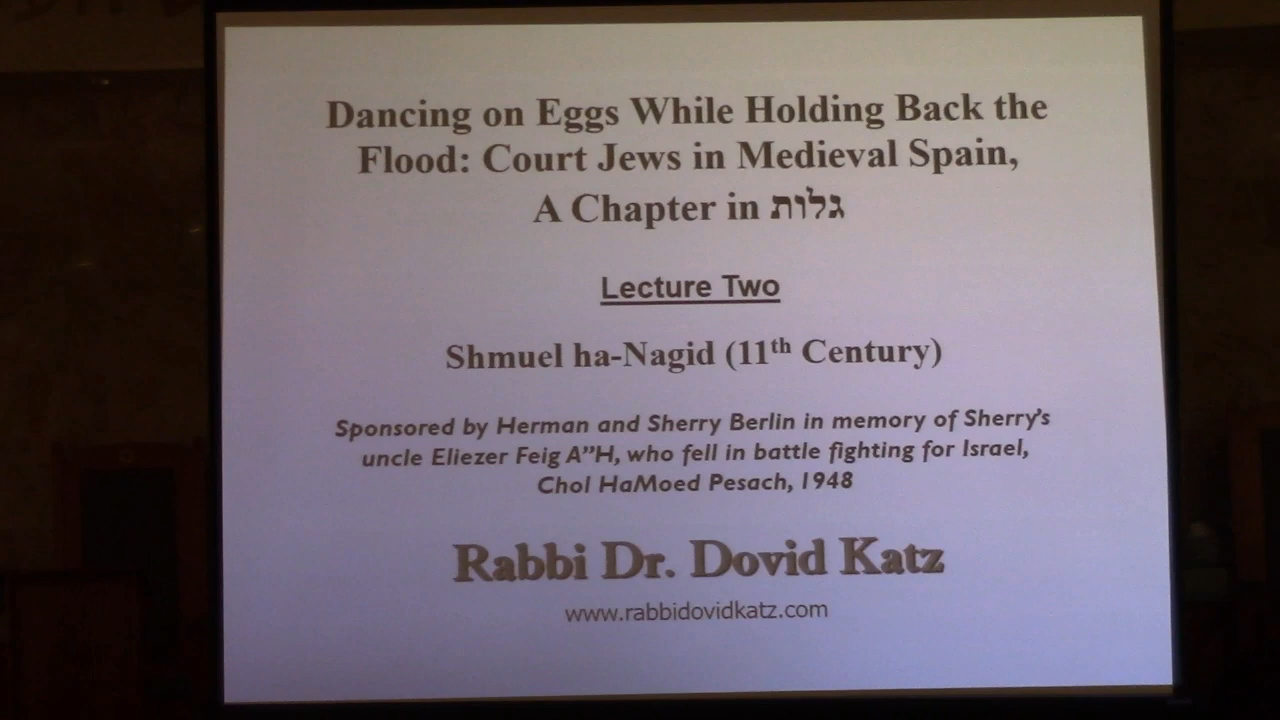 Dancing on Eggs While Holding Back the
Flood: Court Jews in Medieval Spain,
A Chapter in גלות
Lecture Two
Shmuel ha-Nagid (11th Century)
Sponsored by Herman and Sherry Berlin in memory of Sherry's
uncle Eliezer Feig A"H, who fell in battle fighting for Israel,
Chol HaMoed Pesach, 1948
Rabbi Dr. Dovid Katz
www.rabbidovidkatz.com